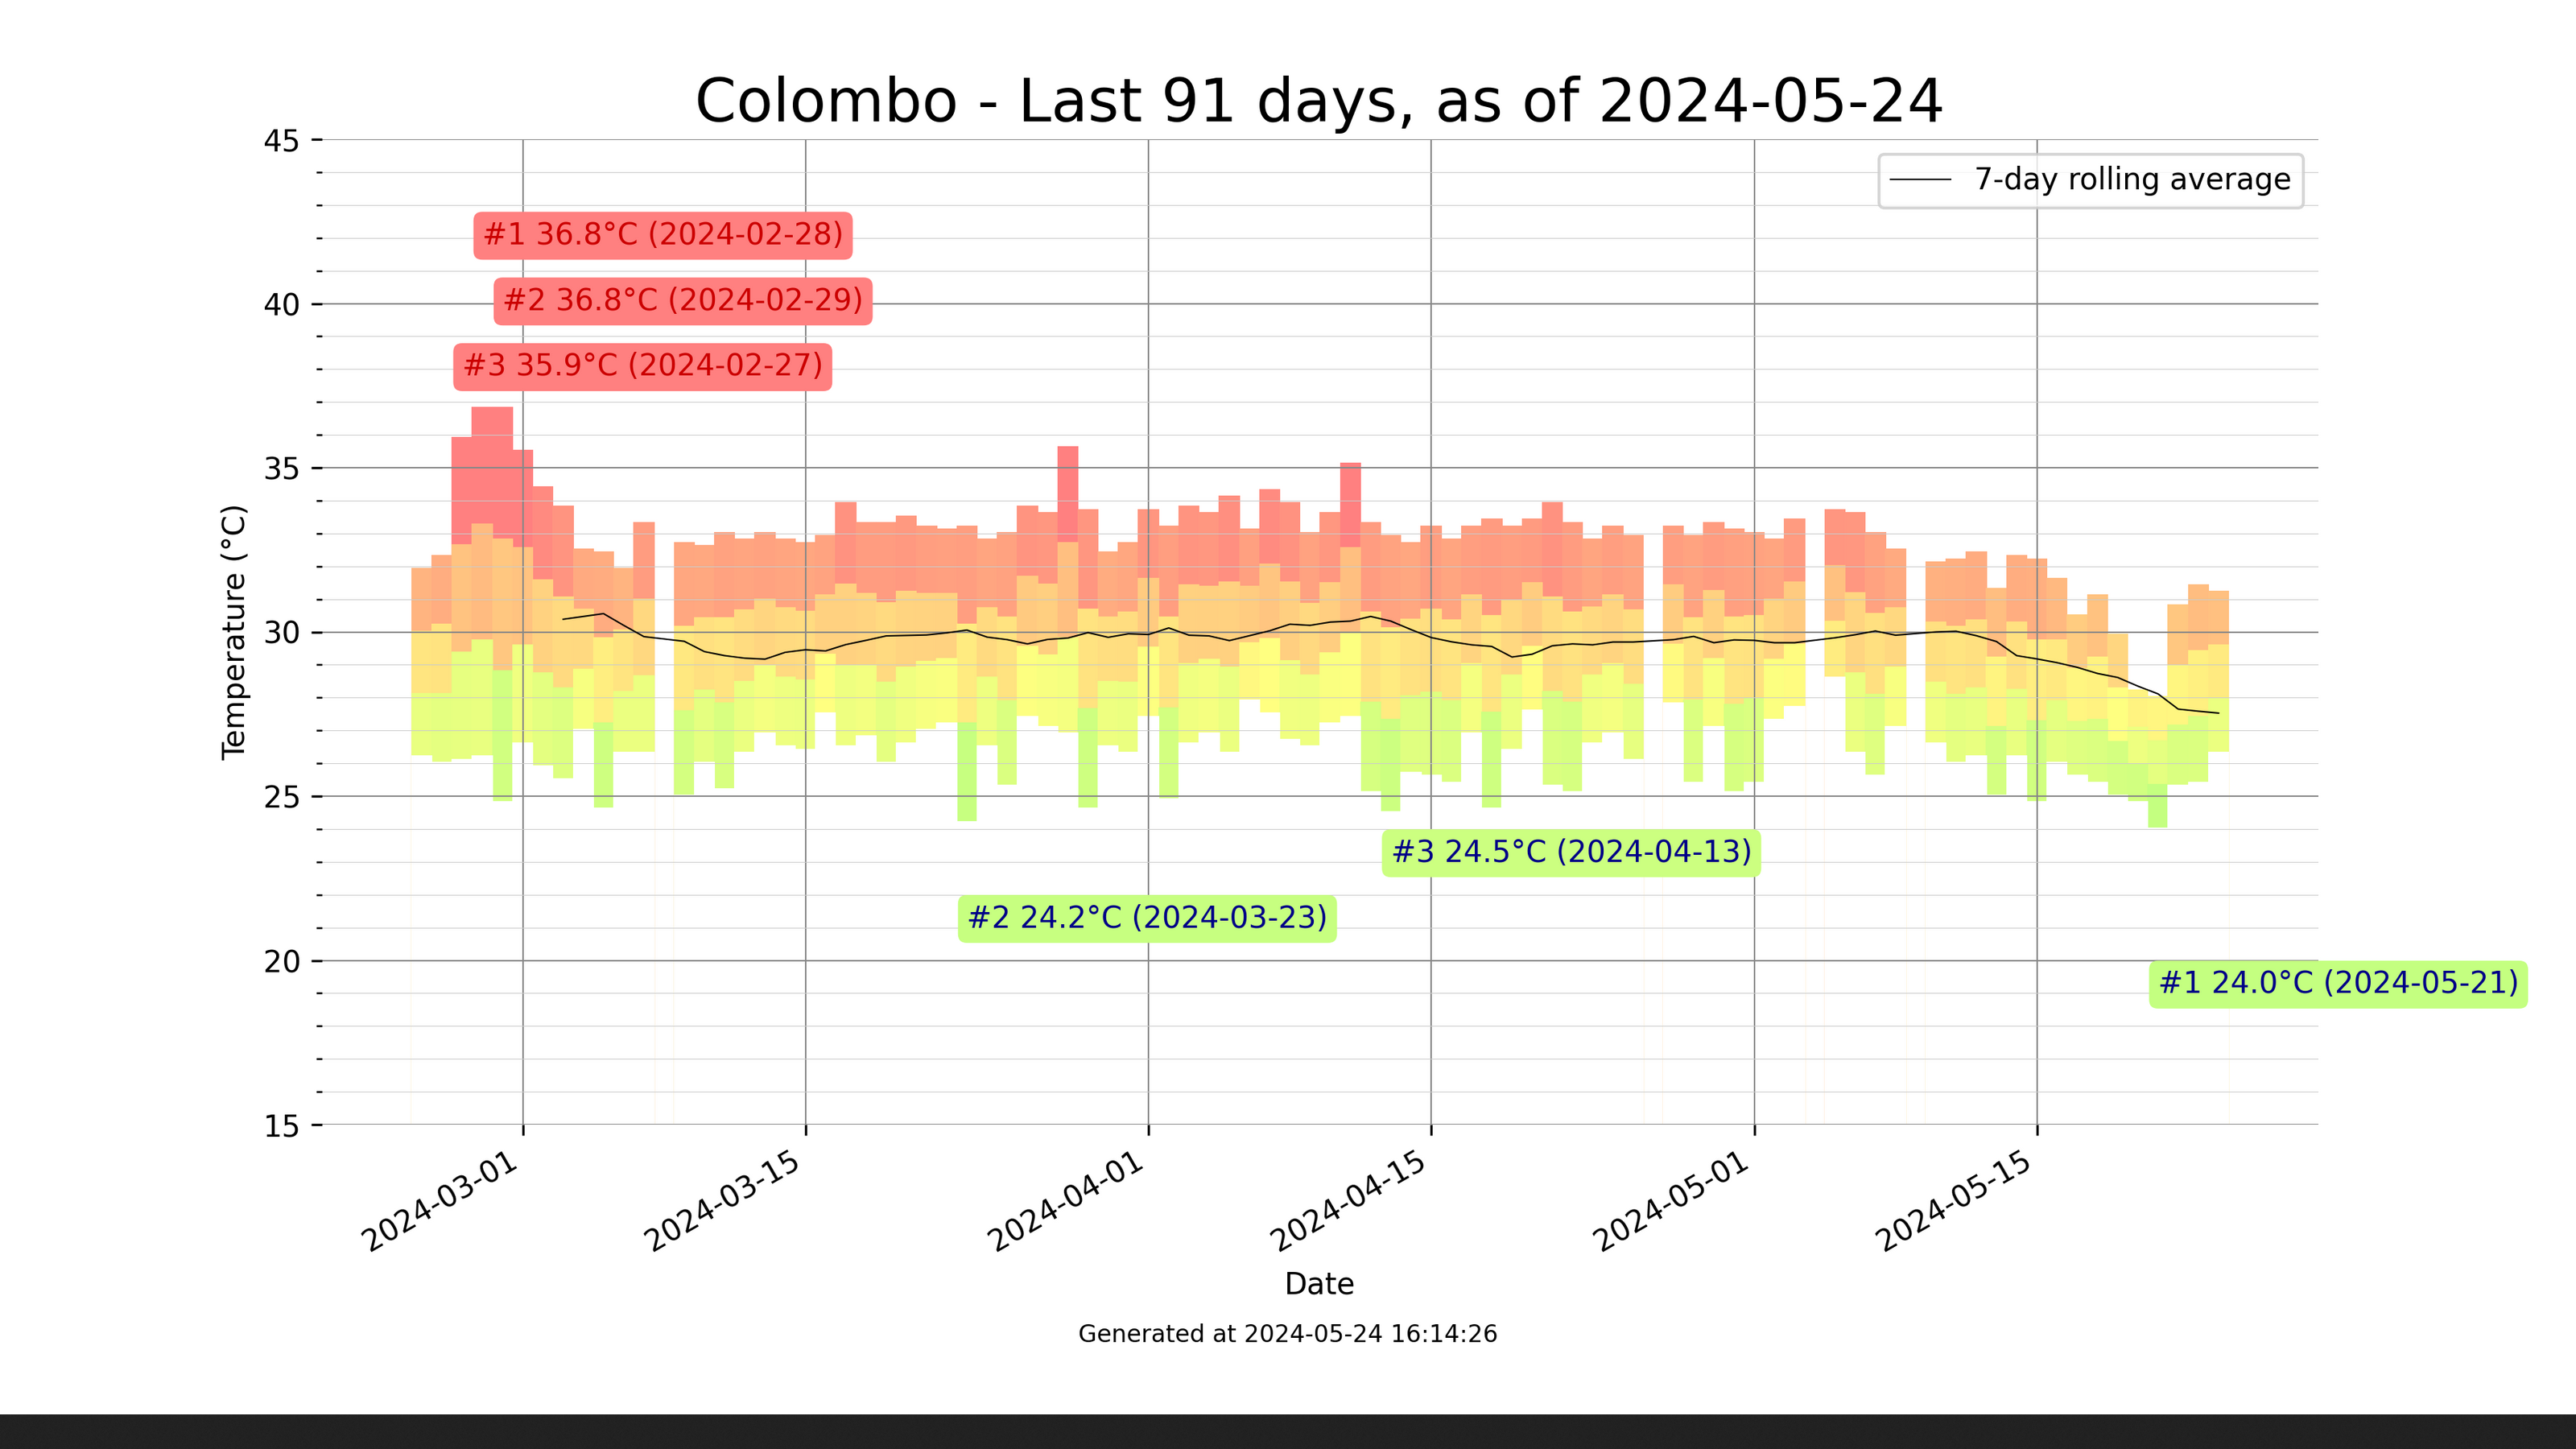 Colombo - Last 91 days, as of 2024-05-24
45
7-day rolling average
#1 36.8°C (2024-02-28)
40
#2 36.8°C (2024-02-29)
#3 35.9°C (2024-02-27)
35
Temperature (°C)
30
25
#3 24.5°C (2024-04-13)
#2 24.2°C (2024-03-23)
20
#1 24.0°C (2024-05-21)
15
2024-03-01
2024-03-15
2024-04-01
2024-04-15
2024-05-01
2024-05-15
Date
Generated at 2024-05-24 16:14:26